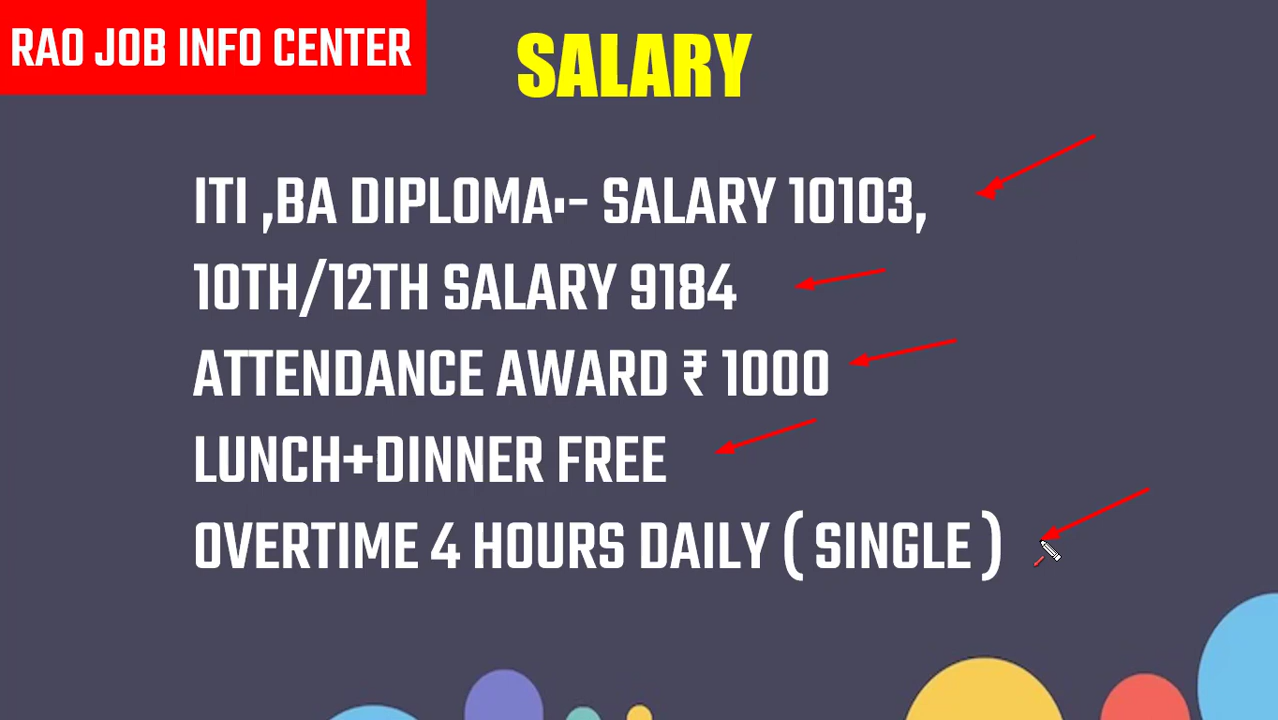 RAO JOB INFO CENTER
SALARY
ITI ,BA DIPLOMA:- SALARY 10103,
10TH/12TH SALARY 9184
ATTENDANCE AWARD ₹ 1000
LUNCH+DINNER FREE
OVERTIME 4 HOURS DAILY ( SINGLE )